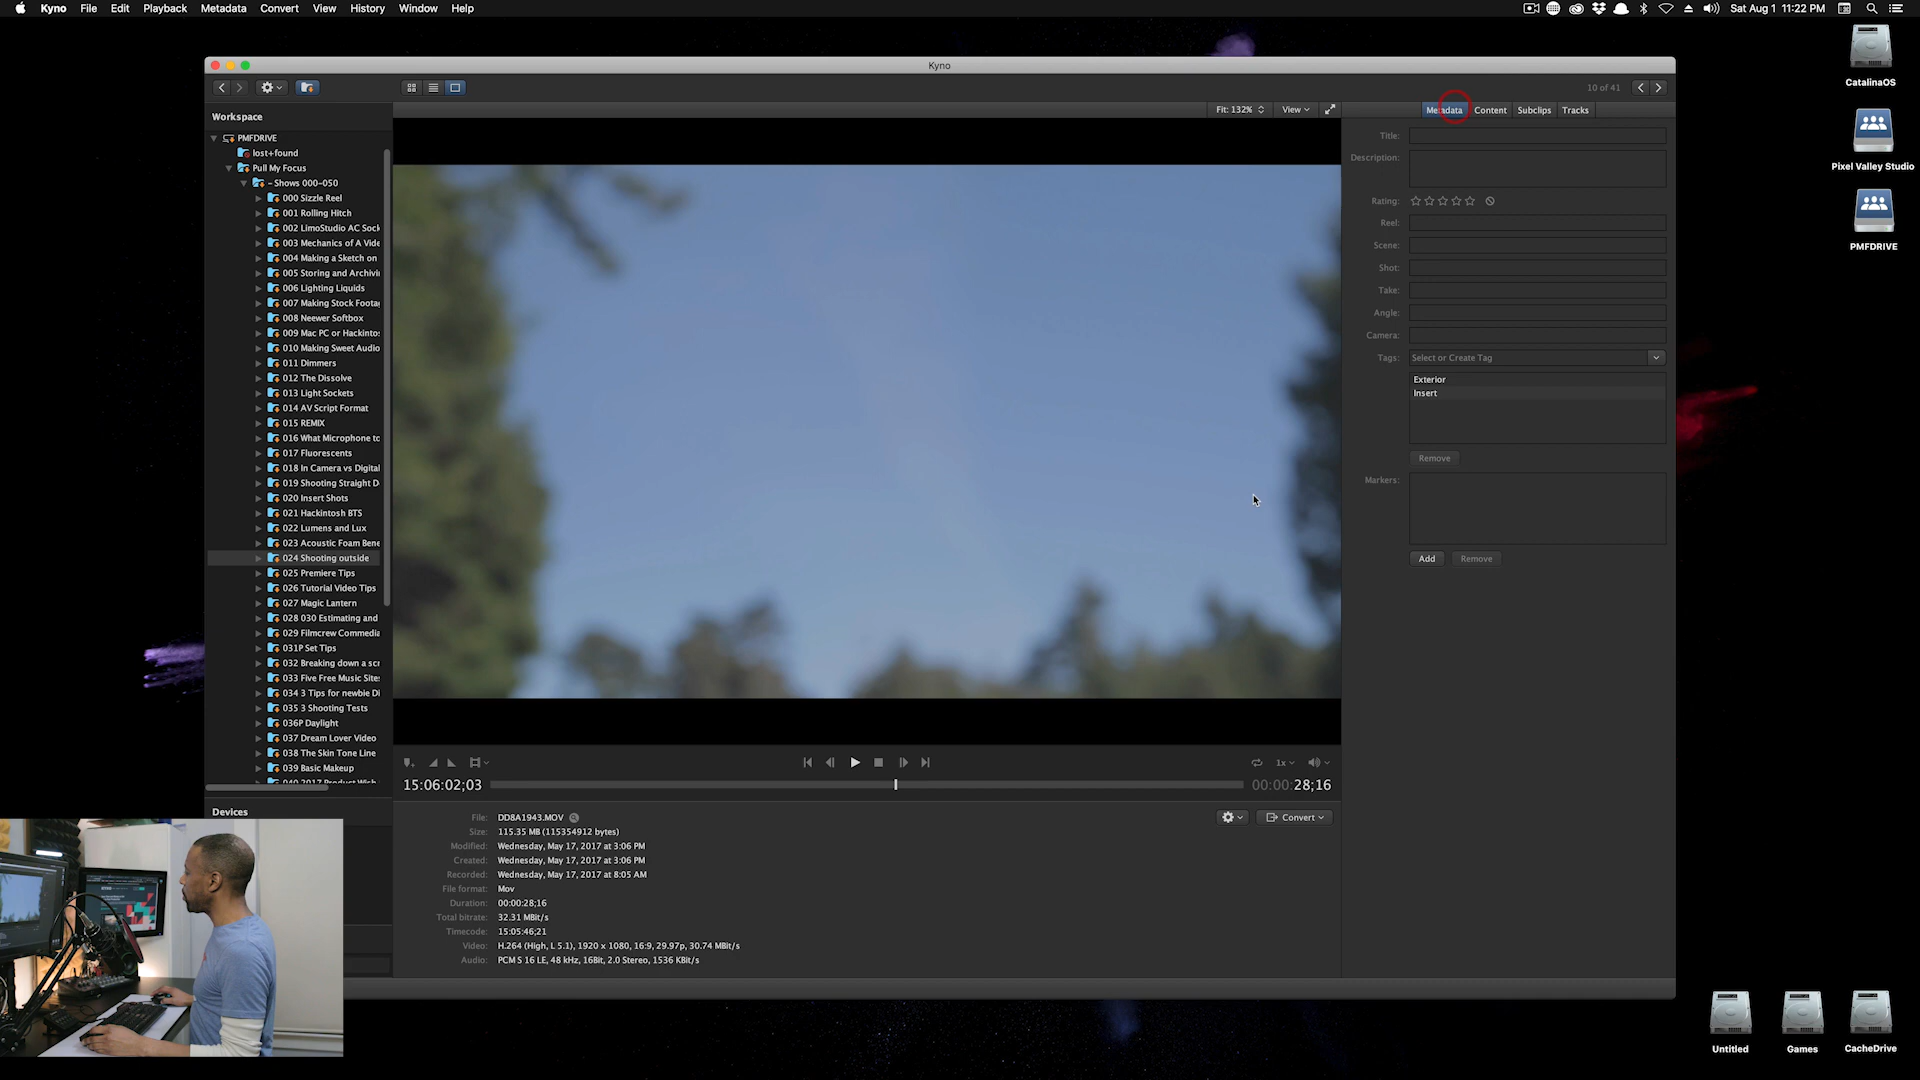 Kyno File Edit Playback Metadata Convert View History Window Help
Sat Aug 1 11:22 PM
Kyno
10 of 41
Workspace
Fit: 132% View
Metadata Content Subclips Tracks
PMFDRIVE
lost+found
Pull My Focus
- Shows 000-050
000 Sizzle Reel
001 Rolling Hitch
002 LimoStudio AC Sock
003 Mechanics of A Vide
004 Making a Sketch on
005 Storing and Archivin
006 Lighting Liquids
007 Making Stock Footag
008 Neewer Softbox
009 Mac PC or Hackintos
010 Making Sweet Audio
011 Dimmers
012 The Dissolve
013 Light Sockets
014 AV Script Format
015 REMIX
016 What Microphone to
017 Fluorescents
018 In Camera vs Digital
019 Shooting Straight D
020 Insert Shots
021 Hackintosh BTS
022 Lumens and Lux
023 Acoustic Foam Bene
024 Shooting outside
025 Premiere Tips
026 Tutorial Video Tips
027 Magic Lantern
028 030 Estimating and
029 Filmcrew Commedia
031P Set Tips
032 Breaking down a scr
033 Five Free Music Sites
034 3 Tips for newbie Di
035 3 Shooting Tests
036P Daylight
037 Dream Lover Video
038 The Skin Tone Line
039 Basic Makeup
040 2017 Product Wish
Devices
Title:
Description:
Rating:
Reel:
Scene:
Shot:
Take:
Angle:
Camera:
Tags: Select or Create Tag
Exterior
Insert
Remove
Markers:
Add Remove
1x
15:06:02;03
00:00:28;16
File: DD8A1943.MOV
Size: 115.35 MB (115354912 bytes)
Modified: Wednesday, May 17, 2017 at 3:06 PM
Created: Wednesday, May 17, 2017 at 3:06 PM
Recorded: Wednesday, May 17, 2017 at 8:05 AM
File format: Mov
Duration: 00:00:28;16
Total bitrate: 32.31 MBit/s
Timecode: 15:05:46;21
Video: H.264 (High, L 5.1), 1920 x 1080, 16:9, 29.97p, 30.74 MBit/s
Audio: PCM S 16 LE, 48 kHz, 16Bit, 2.0 Stereo, 1536 KBit/s
Convert
CatalinaOS
Pixel Valley Studio
PMFDRIVE
Untitled
Games
CacheDrive